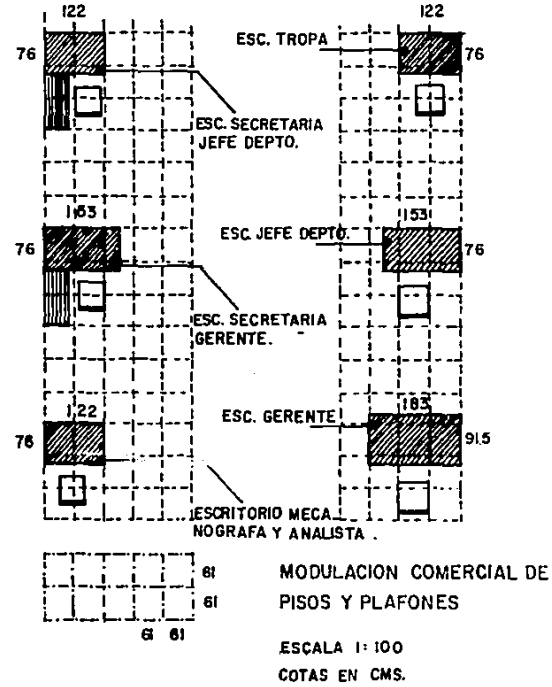 122
76
ESC. SECRETARIA
JEFE DEPTO.
153
76
ESC. SECRETARIA
GERENTE.
122
76
ESCRITORIO MECA
NOGRAFA Y ANALISTA .
122
ESC. TROPA
76
ESC. JEFE DEPTO.
153
76
ESC. GERENTE
183
91.5
61
61
61 61
MODULACION COMERCIAL DE
PISOS Y PLAFONES
ESCALA 1: 100
COTAS EN CMS.